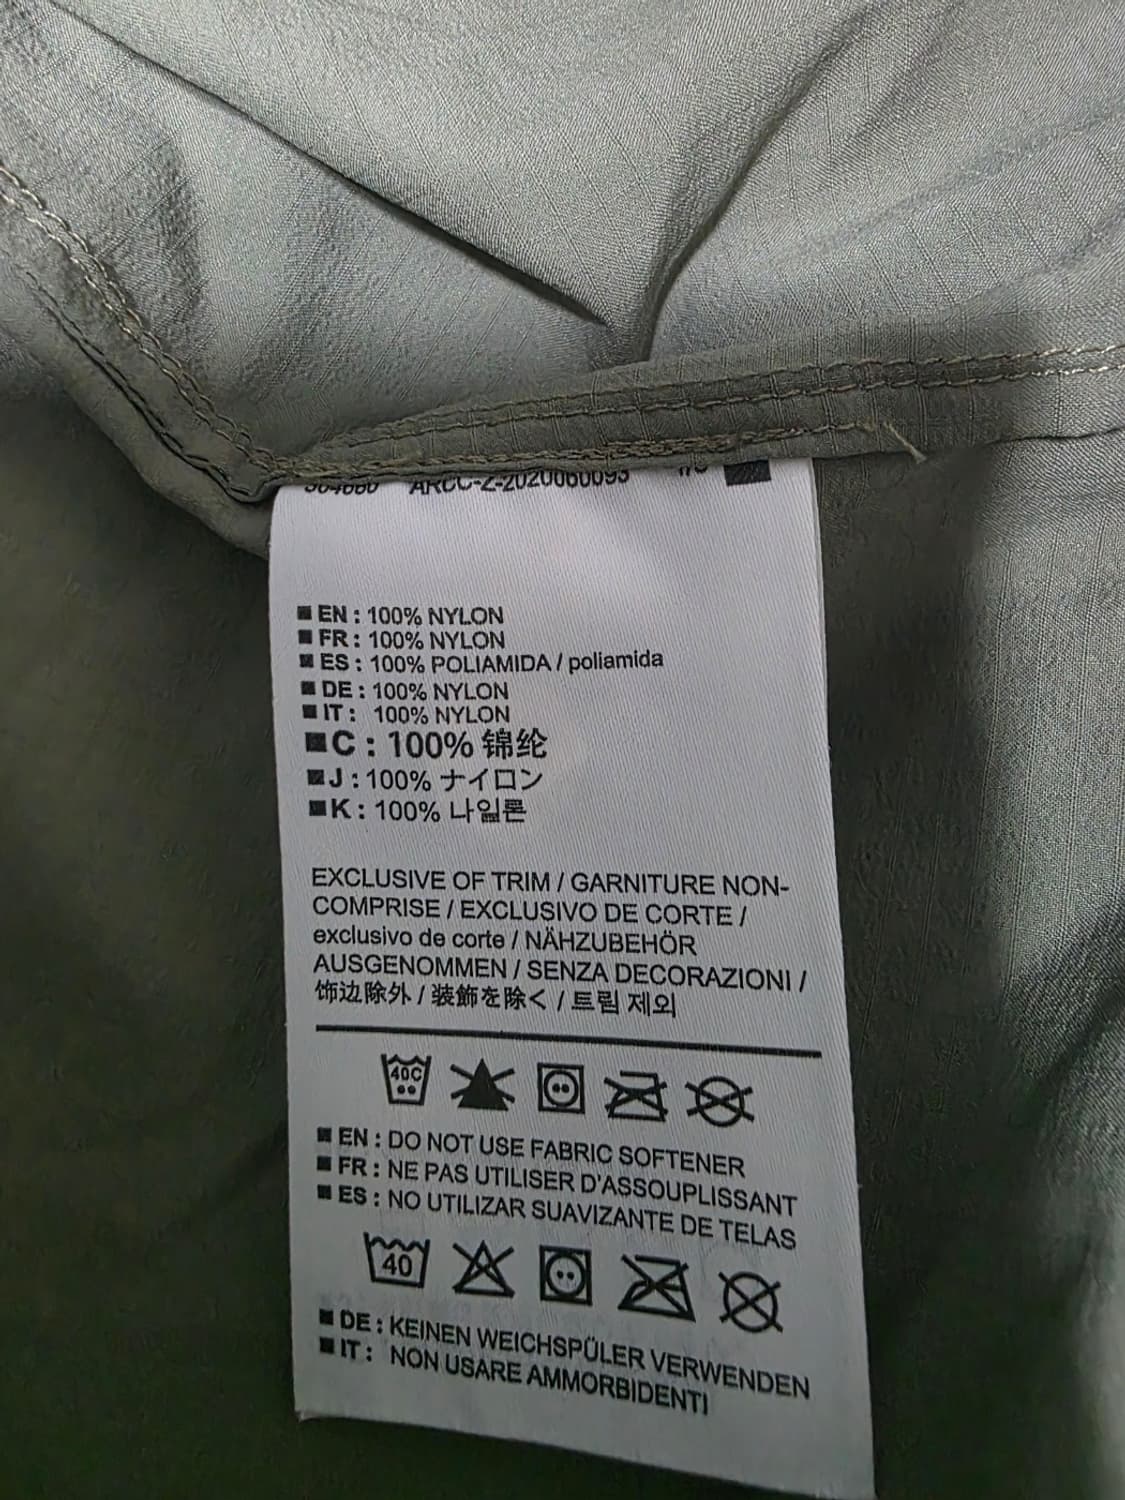 ARCC-Z-2020060093
EN : 100% NYLON
FR : 100% NYLON
ES : 100% POLIAMIDA / poliamida
DE : 100% NYLON
IT : 100% NYLON
C : 100% 锦纶
J : 100% ナイロン
K : 100% 나일론
EXCLUSIVE OF TRIM / GARNITURE NON-
COMPRISE / EXCLUSIVO DE CORTE /
exclusivo de corte / NÄHZUBEHÖR
AUSGENOMMEN / SENZA DECORAZIONI /
饰边除外 / 装飾を除く / 트림 제외
40C
EN : DO NOT USE FABRIC SOFTENER
FR : NE PAS UTILISER D'ASSOUPLISSANT
ES : NO UTILIZAR SUAVIZANTE DE TELAS
40
DE : KEINEN WEICHSPÜLER VERWENDEN
IT : NON USARE AMMORBIDENTI